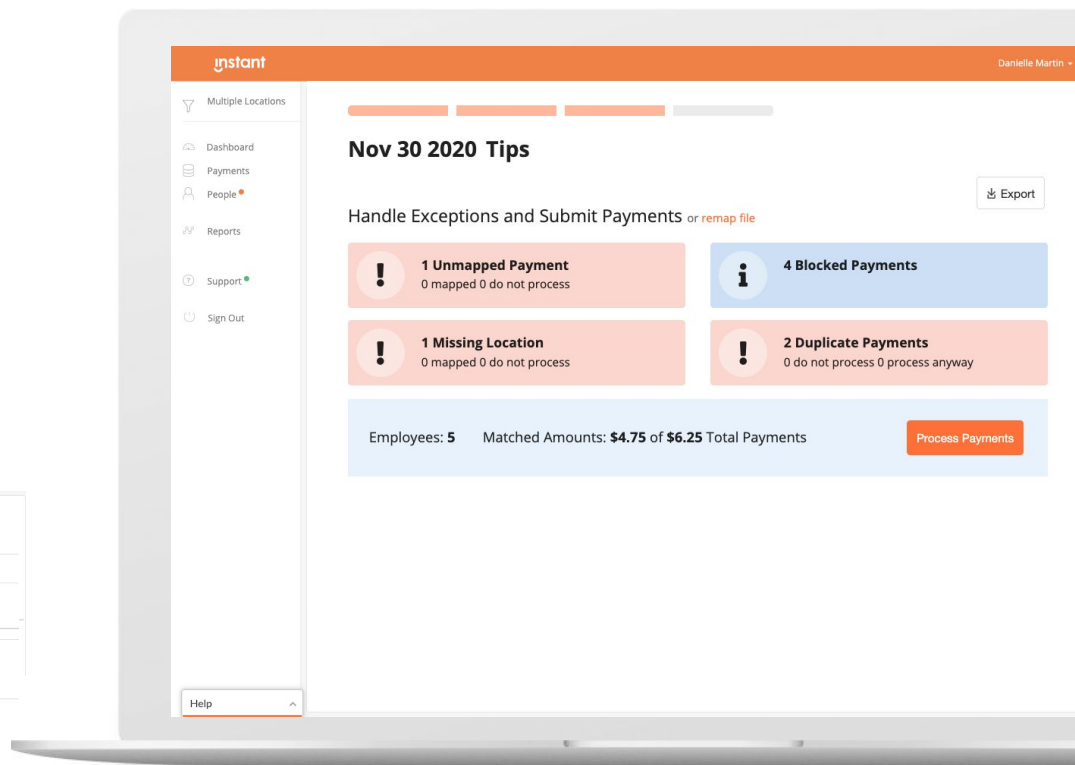 instant
Danielle Martin
Multiple Locations
Dashboard
Payments
People
Reports
Support
Sign Out
Help
Nov 30 2020 Tips
Export
Handle Exceptions and Submit Payments or remap file
1 Unmapped Payment
0 mapped 0 do not process
4 Blocked Payments
1 Missing Location
0 mapped 0 do not process
2 Duplicate Payments
0 do not process 0 process anyway
Employees: 5 Matched Amounts: $4.75 of $6.25 Total Payments
Process Payments